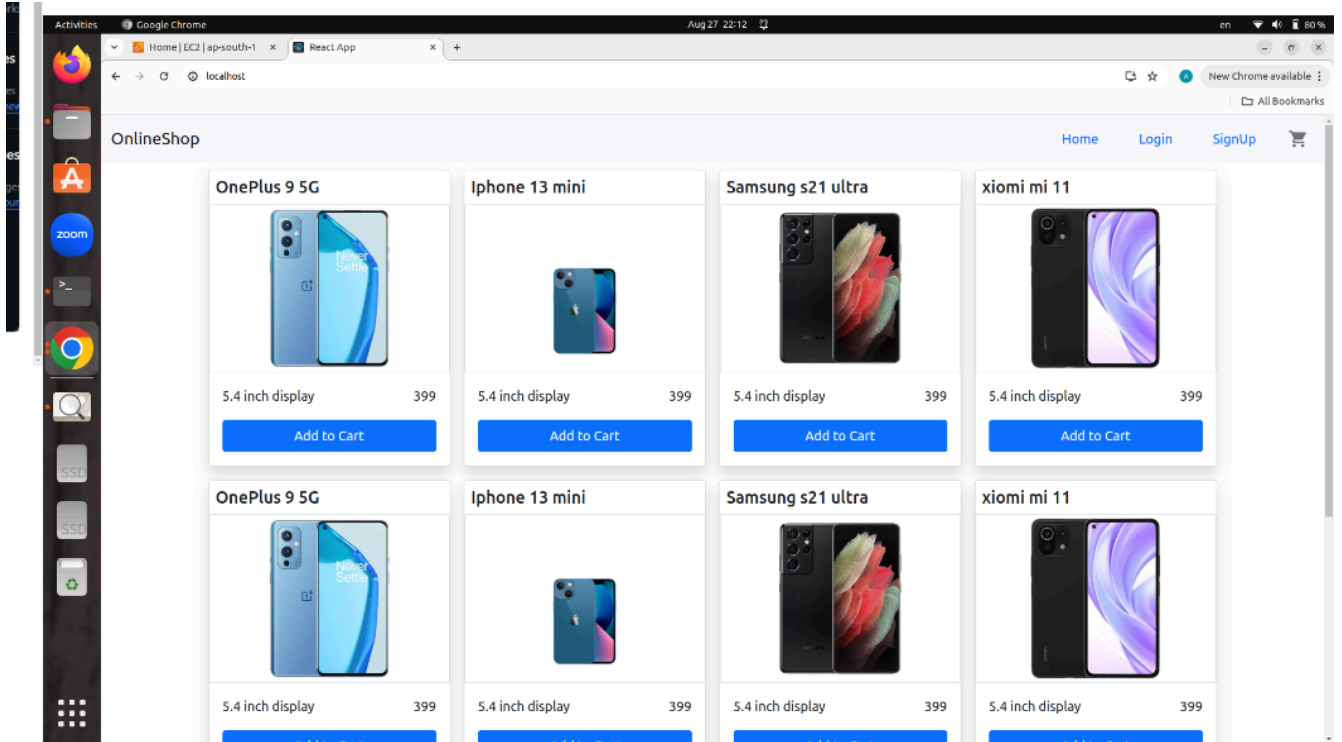 Activities Google Chrome Aug 27 22:12 en 80 %
Home | EC2 | ap-south-1 × React App × +
localhost New Chrome available
All Bookmarks
OnlineShop Home Login SignUp
OnePlus 9 5G Iphone 13 mini Samsung s21 ultra xiomi mi 11
Never
Settle
5.4 inch display 399 5.4 inch display 399 5.4 inch display 399 5.4 inch display 399
Add to Cart Add to Cart Add to Cart Add to Cart
OnePlus 9 5G Iphone 13 mini Samsung s21 ultra xiomi mi 11
Never
Settle
5.4 inch display 399 5.4 inch display 399 5.4 inch display 399 5.4 inch display 399
zoom
>_
SSD
SSD